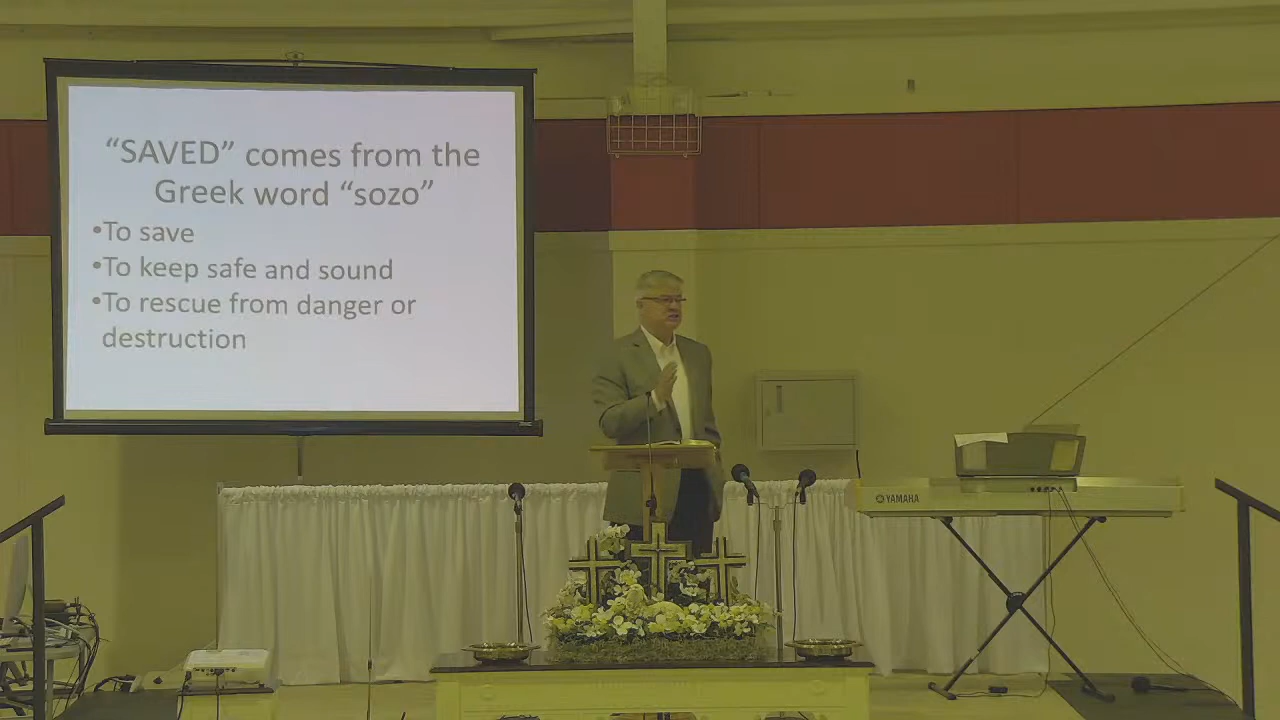 “SAVED” comes from the
Greek word “sozo”
•To save
•To keep safe and sound
•To rescue from danger or
destruction
YAMAHA